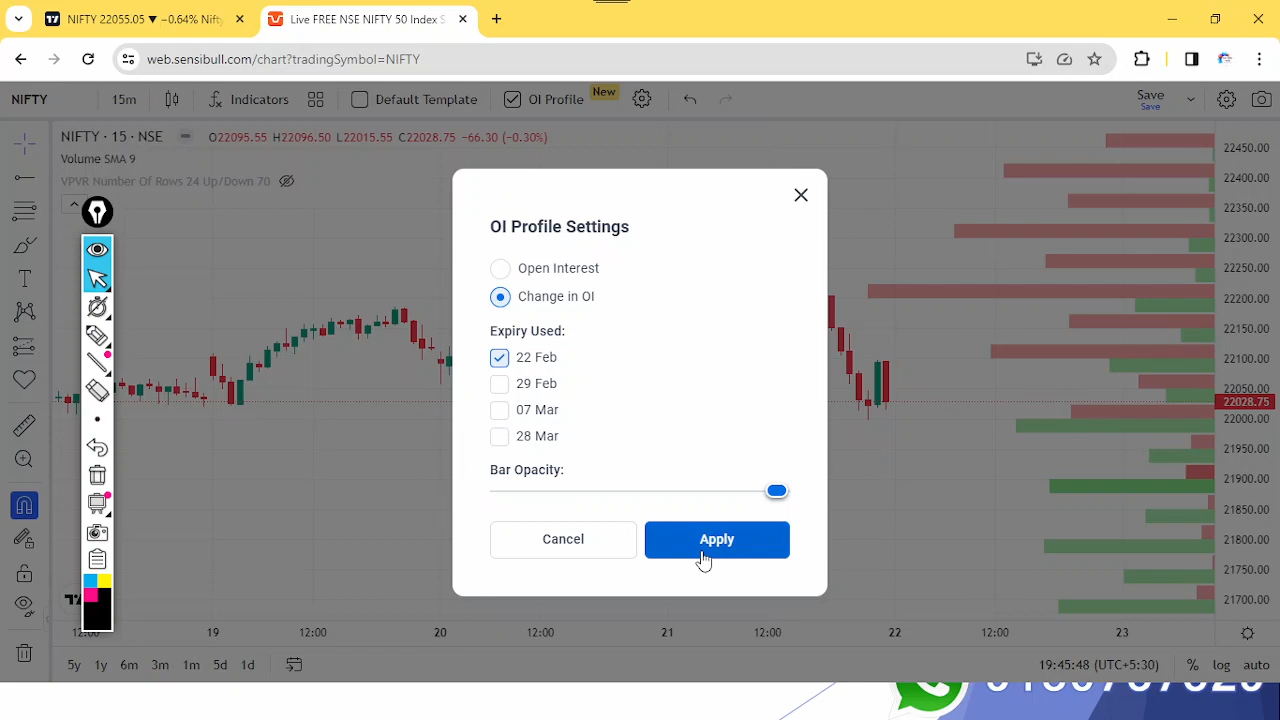 NIFTY 22055.05 ▼ −0.64% Nifty
Live FREE NSE NIFTY 50 Index S
web.sensibull.com/chart?tradingSymbol=NIFTY
NIFTY 15m Indicators Default Template OI Profile New Save
Save
NIFTY · 15 · NSE O22095.55 H22096.50 L22015.55 C22028.75 −66.30 (−0.30%)
Volume SMA 9
VPVR Number Of Rows 24 Up/Down 70
OI Profile Settings
Open Interest
Change in OI
Expiry Used:
22 Feb
29 Feb
07 Mar
28 Mar
Bar Opacity:
Cancel Apply
22450.00
22400.00
22350.00
22300.00
22250.00
22200.00
22150.00
22100.00
22050.00
22028.75
22000.00
21950.00
21900.00
21850.00
21800.00
21750.00
21700.00
12:00 19 12:00 20 12:00 21 12:00 22 12:00 23
5y 1y 6m 3m 1m 5d 1d 19:45:48 (UTC+5:30) % log auto